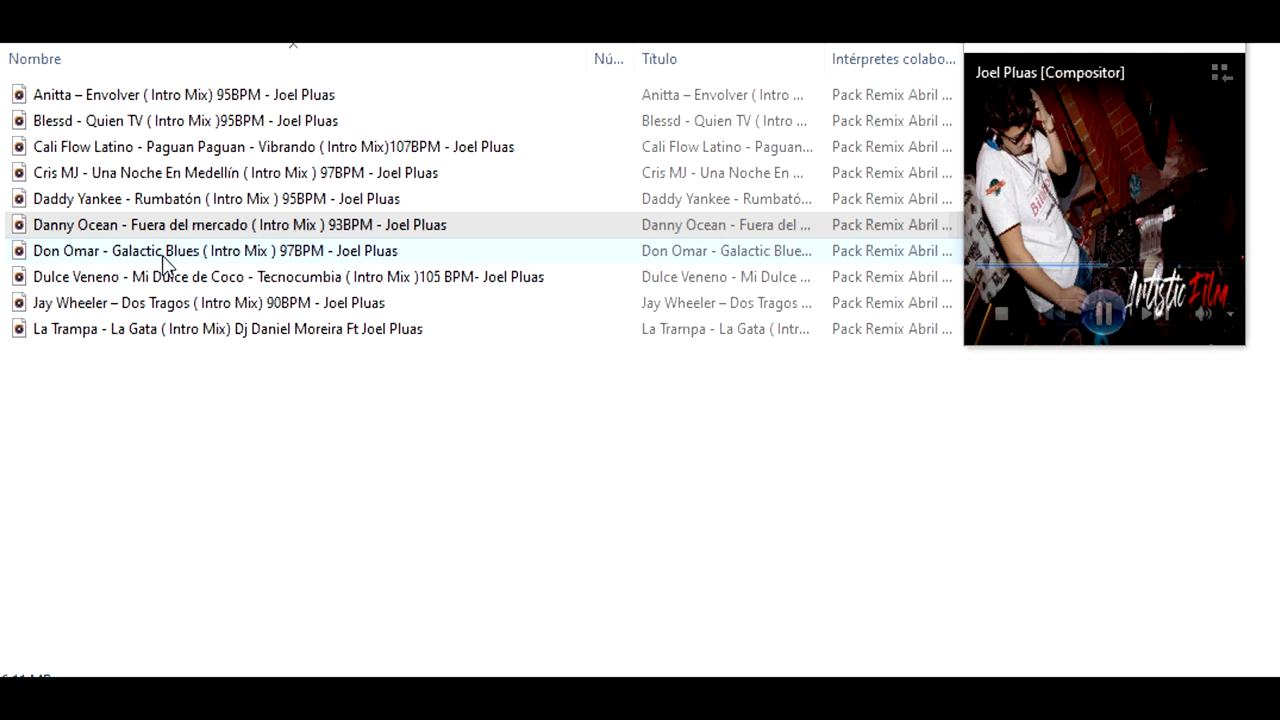 Nombre Nú... Título Intérpretes colabo...
Anitta – Envolver ( Intro Mix) 95BPM - Joel Pluas Anitta – Envolver ( Intro ... Pack Remix Abril ...
Blessd - Quien TV ( Intro Mix )95BPM - Joel Pluas Blessd - Quien TV ( Intro ... Pack Remix Abril ...
Cali Flow Latino - Paguan Paguan - Vibrando ( Intro Mix)107BPM - Joel Pluas Cali Flow Latino - Paguan... Pack Remix Abril ...
Cris MJ - Una Noche En Medellín ( Intro Mix ) 97BPM - Joel Pluas Cris MJ - Una Noche En ... Pack Remix Abril ...
Daddy Yankee - Rumbatón ( Intro Mix ) 95BPM - Joel Pluas Daddy Yankee - Rumbató... Pack Remix Abril ...
Danny Ocean - Fuera del mercado ( Intro Mix ) 93BPM - Joel Pluas Danny Ocean - Fuera del ... Pack Remix Abril ...
Don Omar - Galactic Blues ( Intro Mix ) 97BPM - Joel Pluas Don Omar - Galactic Blue... Pack Remix Abril ...
Dulce Veneno - Mi Dulce de Coco - Tecnocumbia ( Intro Mix )105 BPM- Joel Pluas Dulce Veneno - Mi Dulce ... Pack Remix Abril ...
Jay Wheeler – Dos Tragos ( Intro Mix) 90BPM - Joel Pluas Jay Wheeler – Dos Tragos ... Pack Remix Abril ...
La Trampa - La Gata ( Intro Mix) Dj Daniel Moreira Ft Joel Pluas La Trampa - La Gata ( Intr... Pack Remix Abril ...
Joel Pluas [Compositor]
Artistic Film